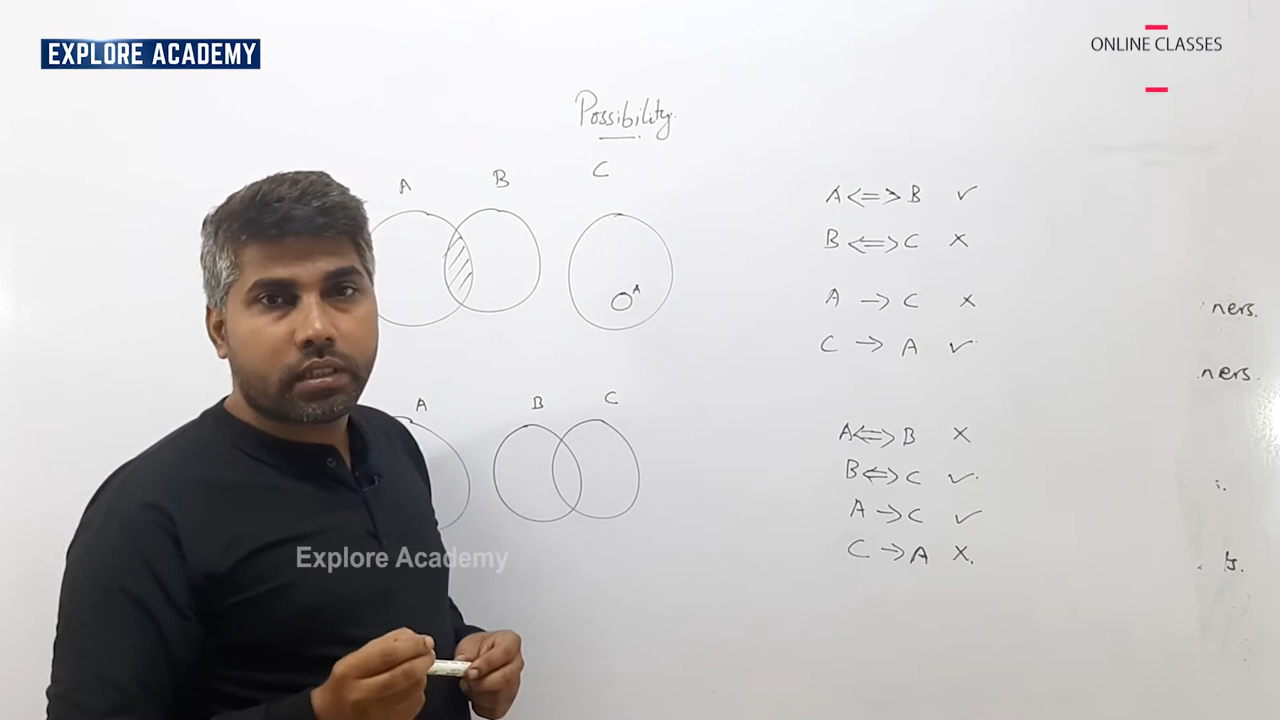 EXPLORE ACADEMY
ONLINE CLASSES
Possibility.
A B C
A
A B C
A <=> B ✓
B <=> C ×
A → C ×
C → A ✓
A <=> B ×
B <=> C ✓
A → C ✓
C → A ×.
ners.
ners.
Explore Academy